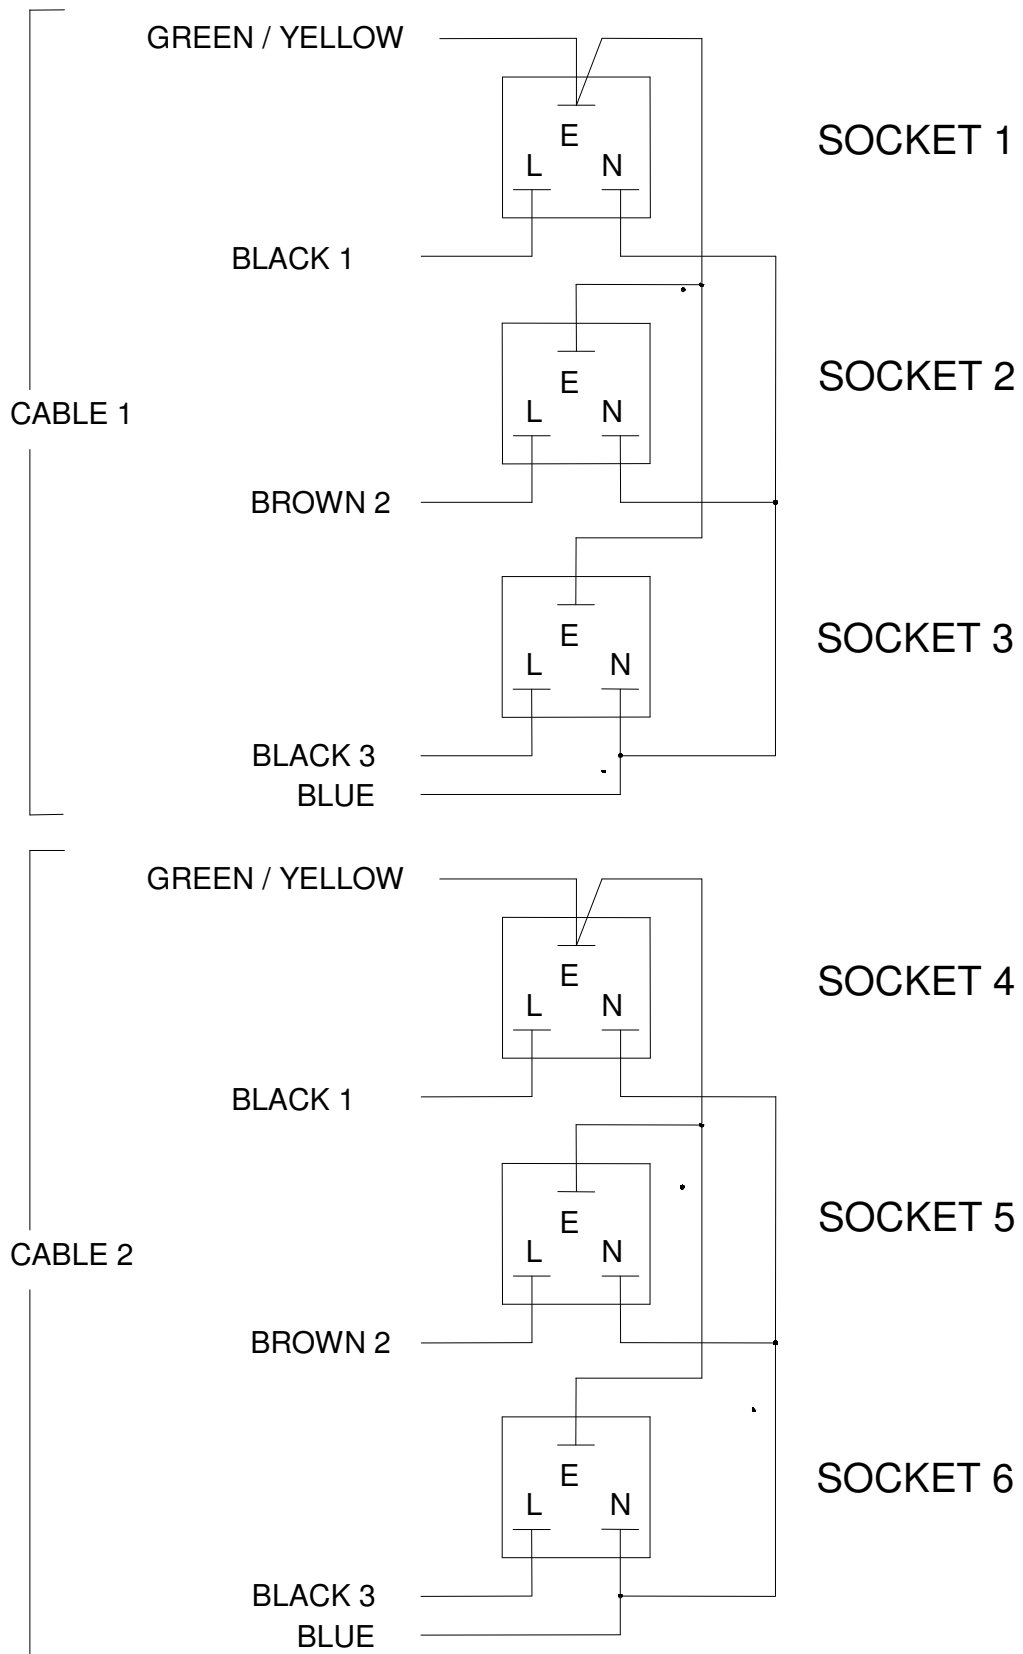 GREEN / YELLOW
E
SOCKET 1
L N
BLACK 1
SOCKET 2
E
L N
CABLE 1
BROWN 2
E
SOCKET 3
L N
BLACK 3
BLUE
GREEN / YELLOW
E
SOCKET 4
L N
BLACK 1
SOCKET 5
E
L N
CABLE 2
BROWN 2
E
SOCKET 6
L N
BLACK 3
BLUE